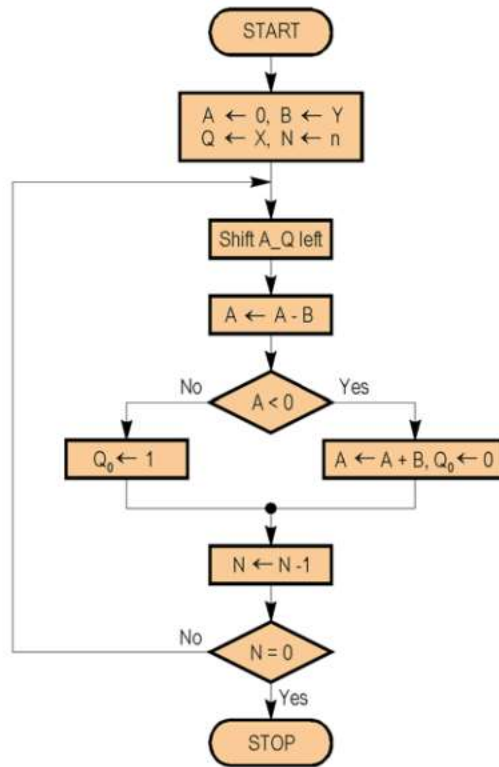 START
A ← 0, B ← Y
Q ← X, N ← n
Shift A_Q left
A ← A - B
No
Yes
A < 0
Q₀ ← 1
A ← A + B, Q₀ ← 0
N ← N -1
No
N = 0
Yes
STOP